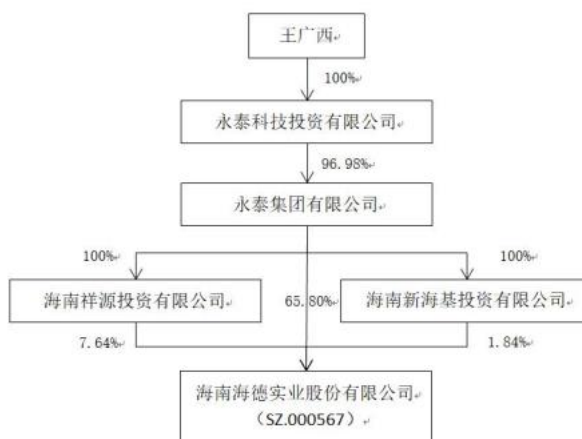 王广西
100%
永泰科技投资有限公司
96.98%
永泰集团有限公司
100%
100%
海南祥源投资有限公司
65.80%
海南新海基投资有限公司
7.64%
1.84%
海南海德实业股份有限公司
（SZ.000567）